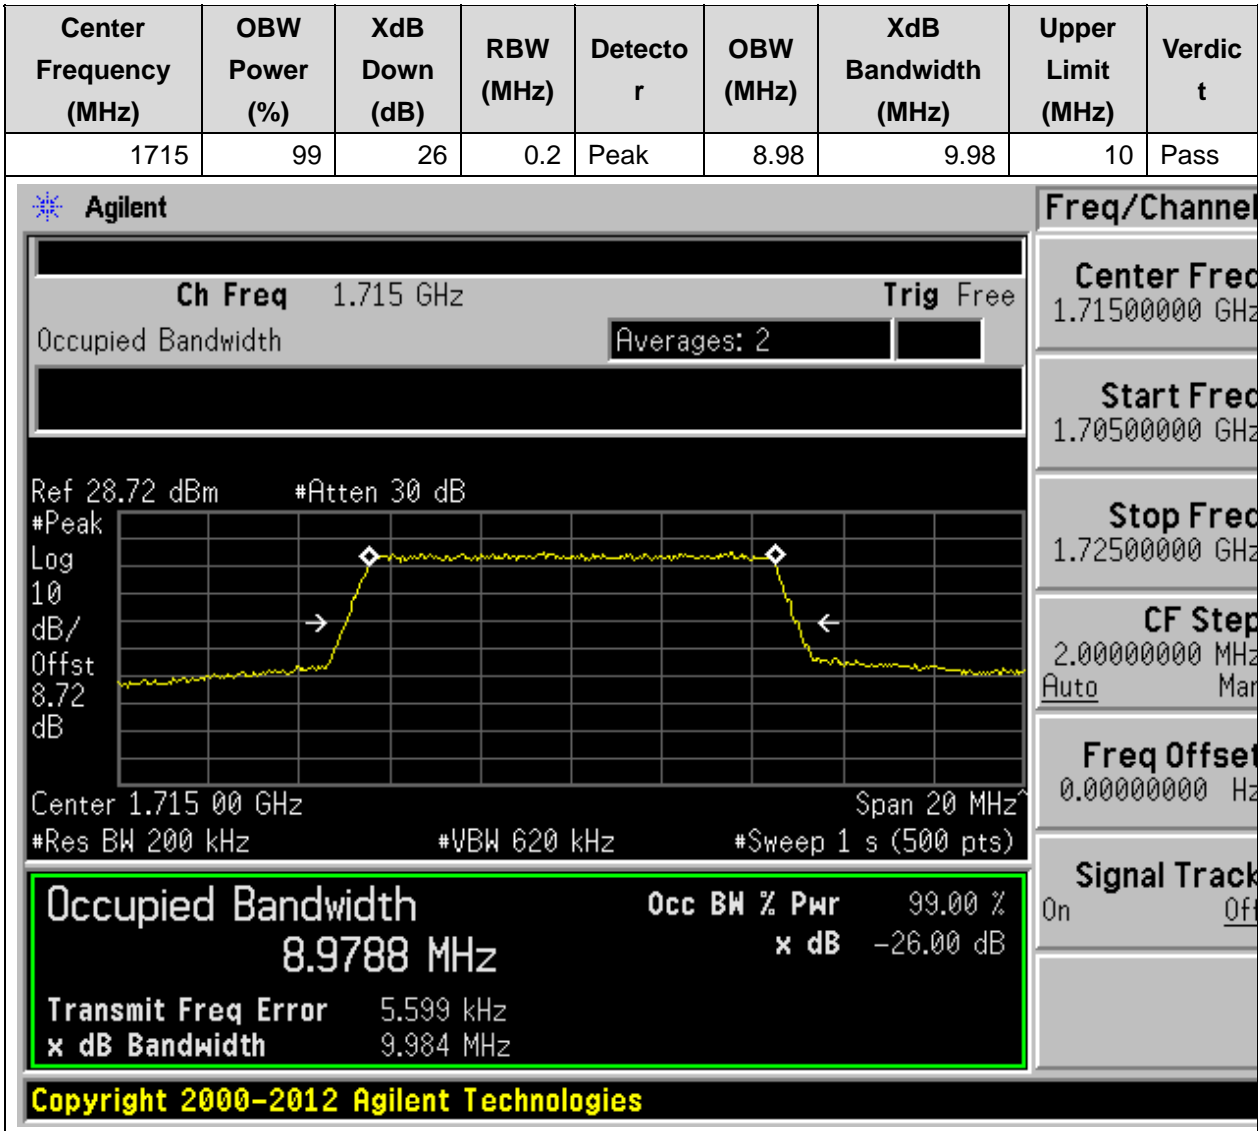 Center Frequency (MHz) OBW Power (%) XdB Down (dB) RBW (MHz) Detecto r OBW (MHz) XdB Bandwidth (MHz) Upper Limit (MHz) Verdic t
1715 99 26 0.2 Peak 8.98 9.98 10 Pass
Agilent
Freq/Channel
Ch Freq 1.715 GHz Trig Free
Occupied Bandwidth Averages: 2
Center Freq
1.71500000 GHz
Start Freq
1.70500000 GHz
Stop Freq
1.72500000 GHz
CF Step
2.00000000 MHz
Auto Man
Freq Offset
0.00000000 Hz
Signal Track
On Off
Ref 28.72 dBm #Atten 30 dB
#Peak
Log
10
dB/
Offst
8.72
dB
Center 1.715 00 GHz Span 20 MHz^
#Res BW 200 kHz #VBW 620 kHz #Sweep 1 s (500 pts)
Occupied Bandwidth Occ BW % Pwr 99.00 %
8.9788 MHz x dB -26.00 dB
Transmit Freq Error 5.599 kHz
x dB Bandwidth 9.984 MHz
Copyright 2000-2012 Agilent Technologies